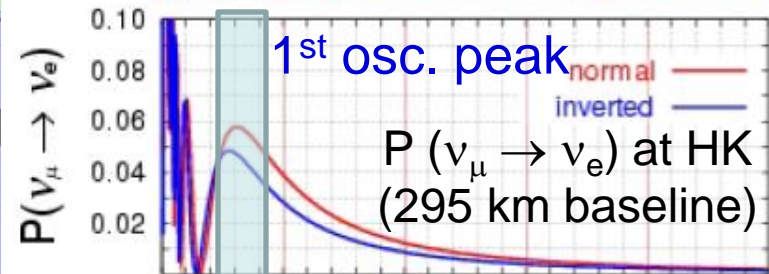 0.10
1st osc. peak
normal
0.08
inverted
0.06
P (νμ → νe) at HK
0.04
(295 km baseline)
0.02
P(νμ → νe)